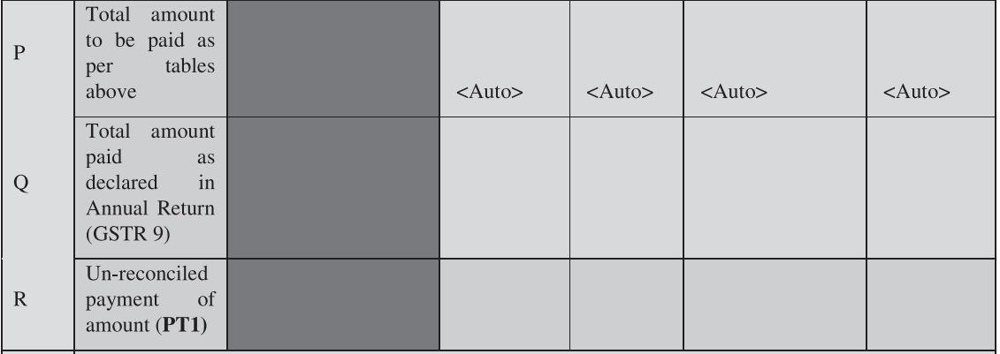 P
Total amount
to be paid as
per tables
above
<Auto> <Auto> <Auto> <Auto>
Q
Total amount
paid as
declared in
Annual Return
(GSTR 9)
R
Un-reconciled
payment of
amount (PT1)